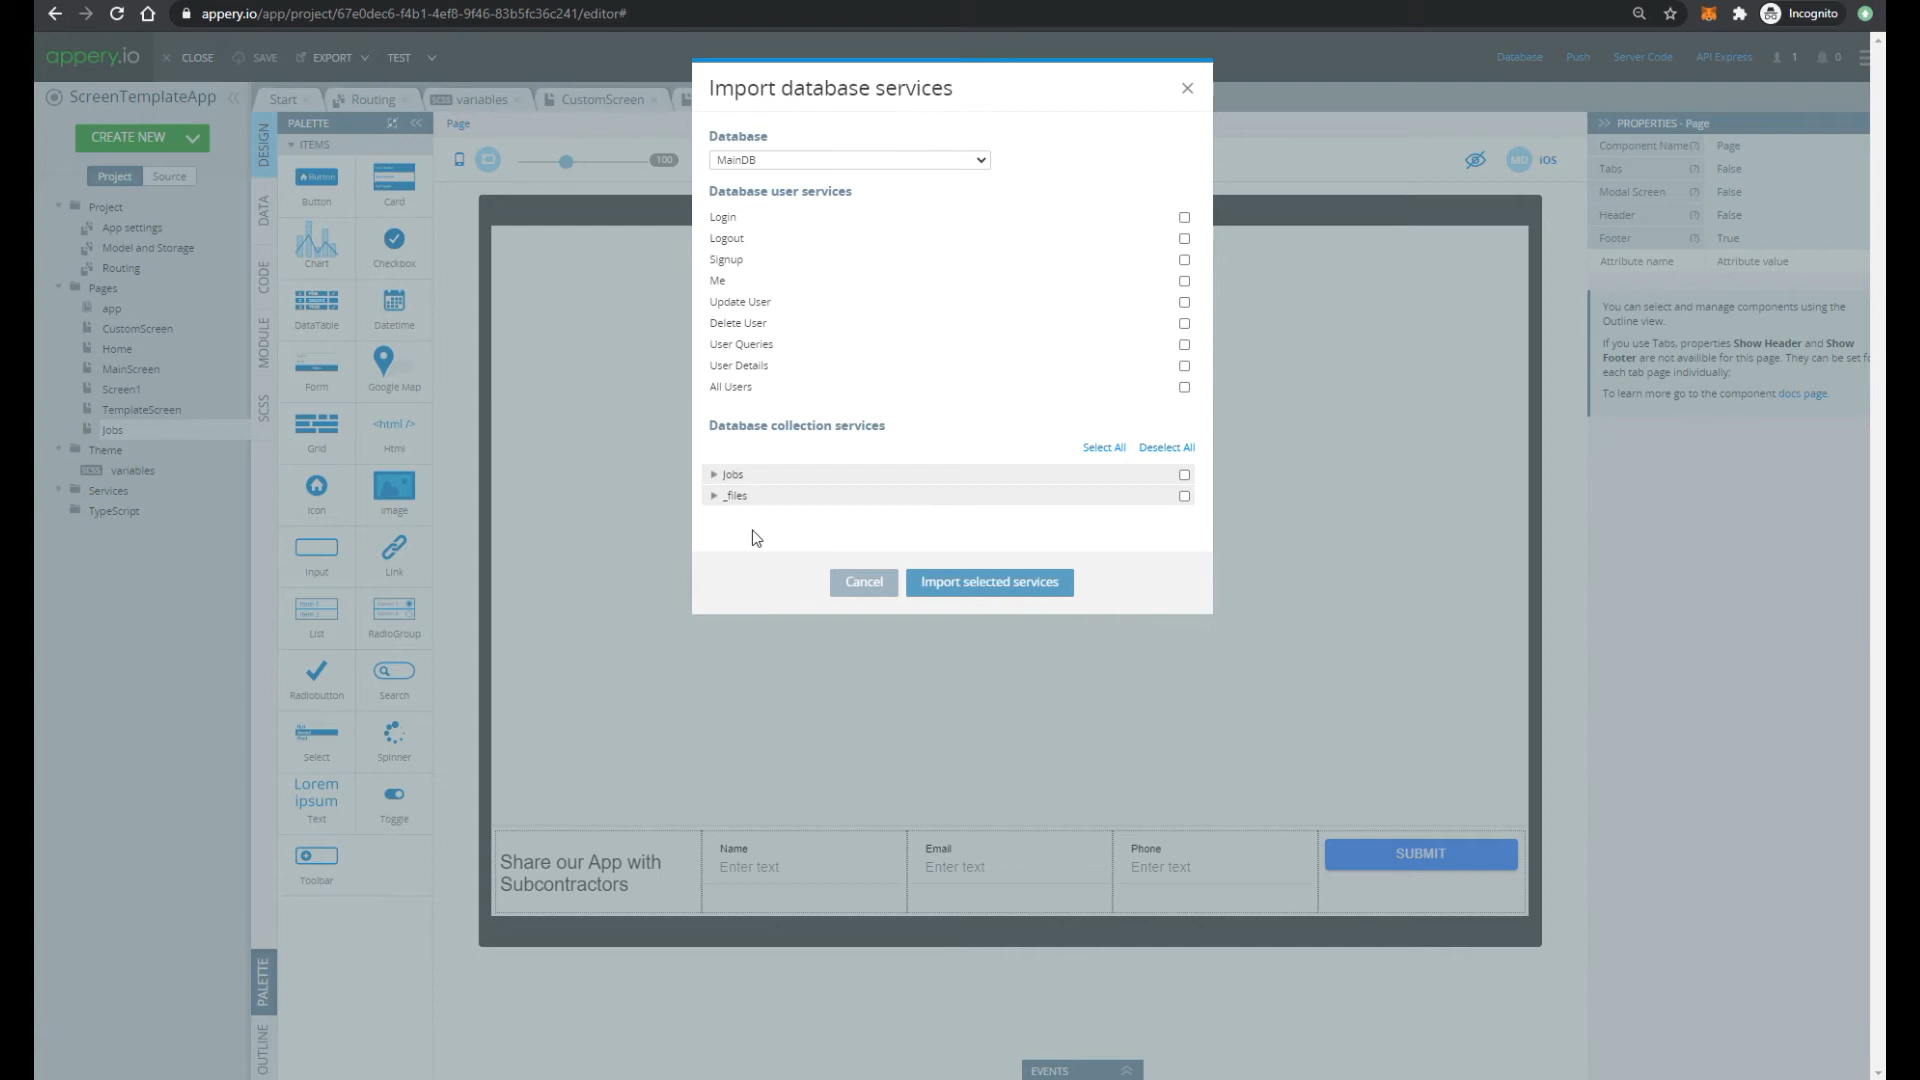 appery.io/app/project/67e0dec6-f4b1-4ef8-9f46-83b5fc36c241/editor#
Incognito
appery.io
CLOSE
SAVE
EXPORT
TEST
Database
Push
Server Code
API Express
1
0
ScreenTemplateApp
Start
Routing
SCSS
variables
CustomScreen
CREATE NEW
Project
Source
Project
App settings
Model and Storage
Routing
Pages
app
CustomScreen
Home
MainScreen
Screen1
TemplateScreen
Jobs
Theme
SCSS
variables
Services
TypeScript
DESIGN
DATA
CODE
MODULE
SCSS
PALETTE
OUTLINE
PALETTE
ITEMS
Button
Button
Card
Chart
Checkbox
DataTable
Datetime
Form
Google Map
<html />
Grid
Html
Icon
Image
Input
Link
Item 1
Item 2
List
RadioGroup
Radiobutton
Search
Select
Spinner
Lorem
ipsum
Text
Toggle
Toolbar
Page
100
MD
iOS
Import database services
Database
MainDB
Database user services
Login
Logout
Signup
Me
Update User
Delete User
User Queries
User Details
All Users
Database collection services
Select All
Deselect All
Jobs
_files
Cancel
Import selected services
Share our App with
Subcontractors
Name
Enter text
Email
Enter text
Phone
Enter text
SUBMIT
EVENTS
PROPERTIES - Page
Component Name (?)
Page
Tabs (?)
False
Modal Screen (?)
False
Header (?)
False
Footer (?)
True
Attribute name
Attribute value
You can select and manage components using the
Outline view.
If you use Tabs, properties Show Header and Show
Footer are not availible for this page. They can be set fo
each tab page individually;
To learn more go to the component docs page.